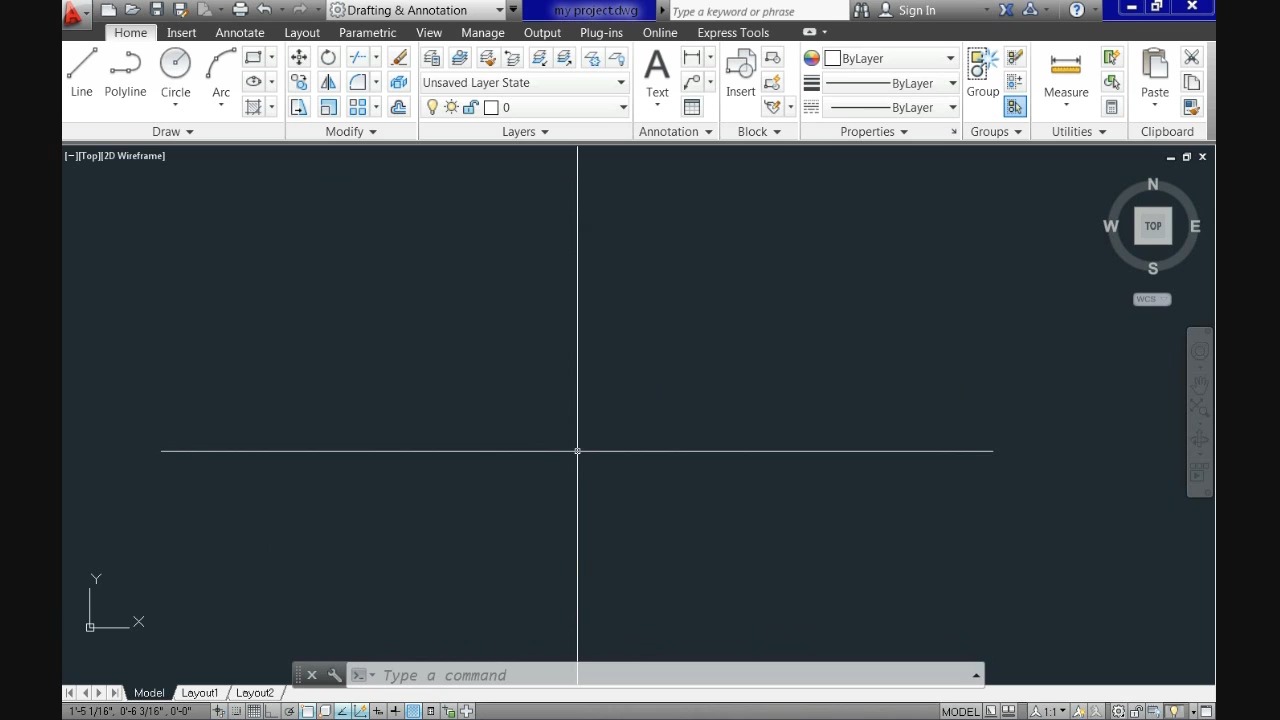 Drafting & Annotation
my project.dwg
Type a keyword or phrase
Sign In
Home Insert Annotate Layout Parametric View Manage Output Plug-ins Online Express Tools
Line Polyline Circle Arc
Unsaved Layer State
0
Text
Insert
ByLayer
ByLayer
ByLayer
Group
Measure
Paste
Draw Modify Layers Annotation Block Properties Groups Utilities Clipboard
[−][Top][2D Wireframe]
N
W TOP E
S
WCS
Y
X
Type a command
Model Layout1 Layout2
1'-5 1/16", 0'-6 3/16", 0'-0" MODEL 1:1